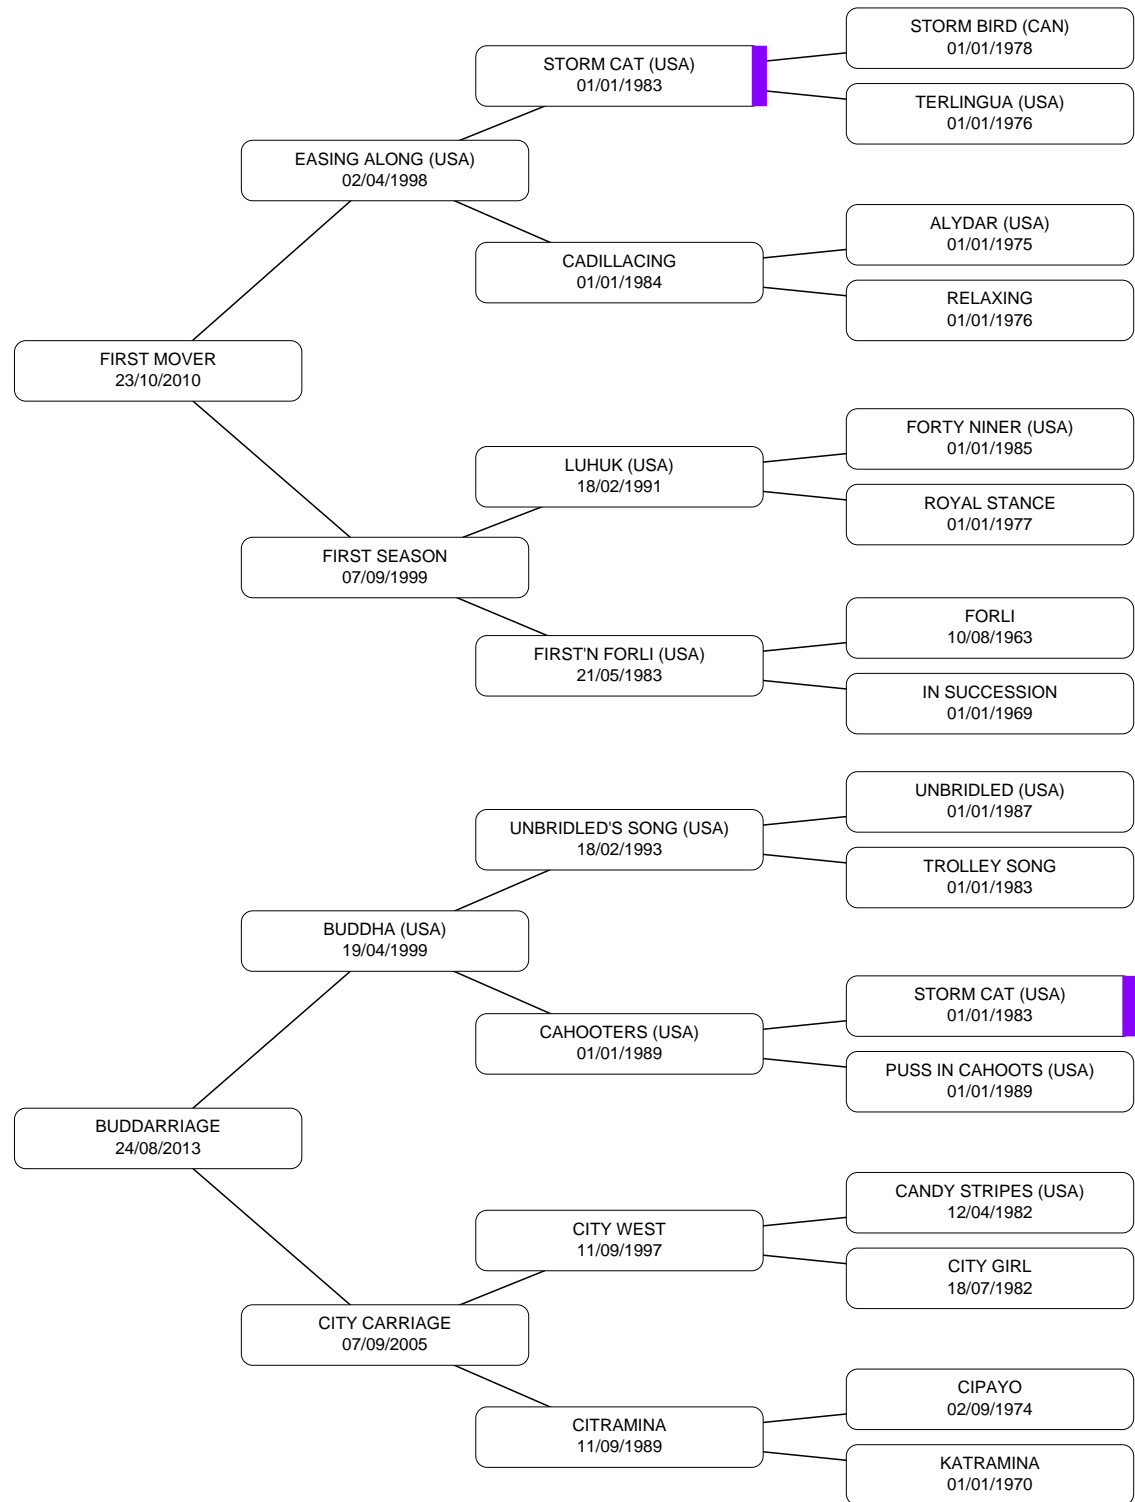 STORM BIRD (CAN)
01/01/1978
STORM CAT (USA)
01/01/1983
TERLINGUA (USA)
01/01/1976
EASING ALONG (USA)
02/04/1998
ALYDAR (USA)
01/01/1975
CADILLACING
01/01/1984
RELAXING
01/01/1976
FIRST MOVER
23/10/2010
FORTY NINER (USA)
01/01/1985
LUHUK (USA)
18/02/1991
ROYAL STANCE
01/01/1977
FIRST SEASON
07/09/1999
FORLI
10/08/1963
FIRST'N FORLI (USA)
21/05/1983
IN SUCCESSION
01/01/1969
UNBRIDLED (USA)
01/01/1987
UNBRIDLED'S SONG (USA)
18/02/1993
TROLLEY SONG
01/01/1983
BUDDHA (USA)
19/04/1999
STORM CAT (USA)
01/01/1983
CAHOOTERS (USA)
01/01/1989
PUSS IN CAHOOTS (USA)
01/01/1989
BUDDARRIAGE
24/08/2013
CANDY STRIPES (USA)
12/04/1982
CITY WEST
11/09/1997
CITY GIRL
18/07/1982
CITY CARRIAGE
07/09/2005
CIPAYO
02/09/1974
CITRAMINA
11/09/1989
KATRAMINA
01/01/1970